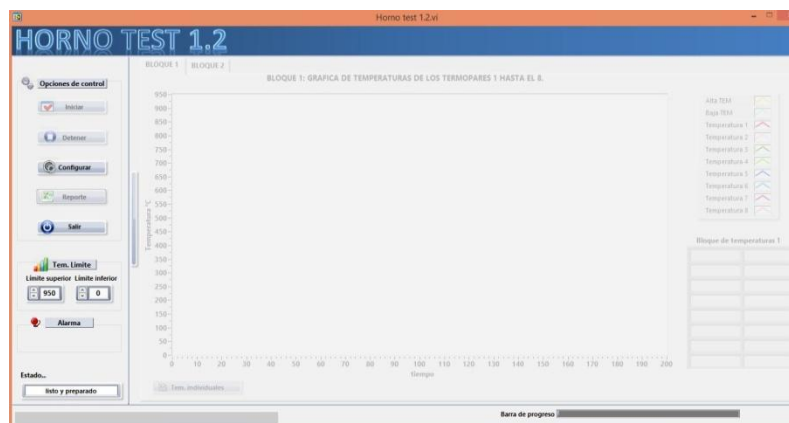 Horno test 1.2.vi
HORNO TEST 1.2
BLOQUE 1 BLOQUE 2
BLOQUE 1: GRAFICA DE TEMPERATURAS DE LOS TERMOPARES 1 HASTA EL 8.
Opciones de control
Iniciar
Detener
Configurar
Reporte
Salir
Tem. Limite
Limite superior Limite inferior
950 0
Alarma
Estado...
listo y preparado
Temperatura °C
950
900
850
800
750
700
650
600
550
500
450
400
350
300
250
200
150
100
50
0
0 10 20 30 40 50 60 70 80 90 100 110 120 130 140 150 160 170 180 190 200
tiempo
Tem. individuales
Alta TEM
Baja TEM
Temperatura 1
Temperatura 2
Temperatura 3
Temperatura 4
Temperatura 5
Temperatura 6
Temperatura 7
Temperatura 8
Bloque de temperaturas 1
Barra de progreso